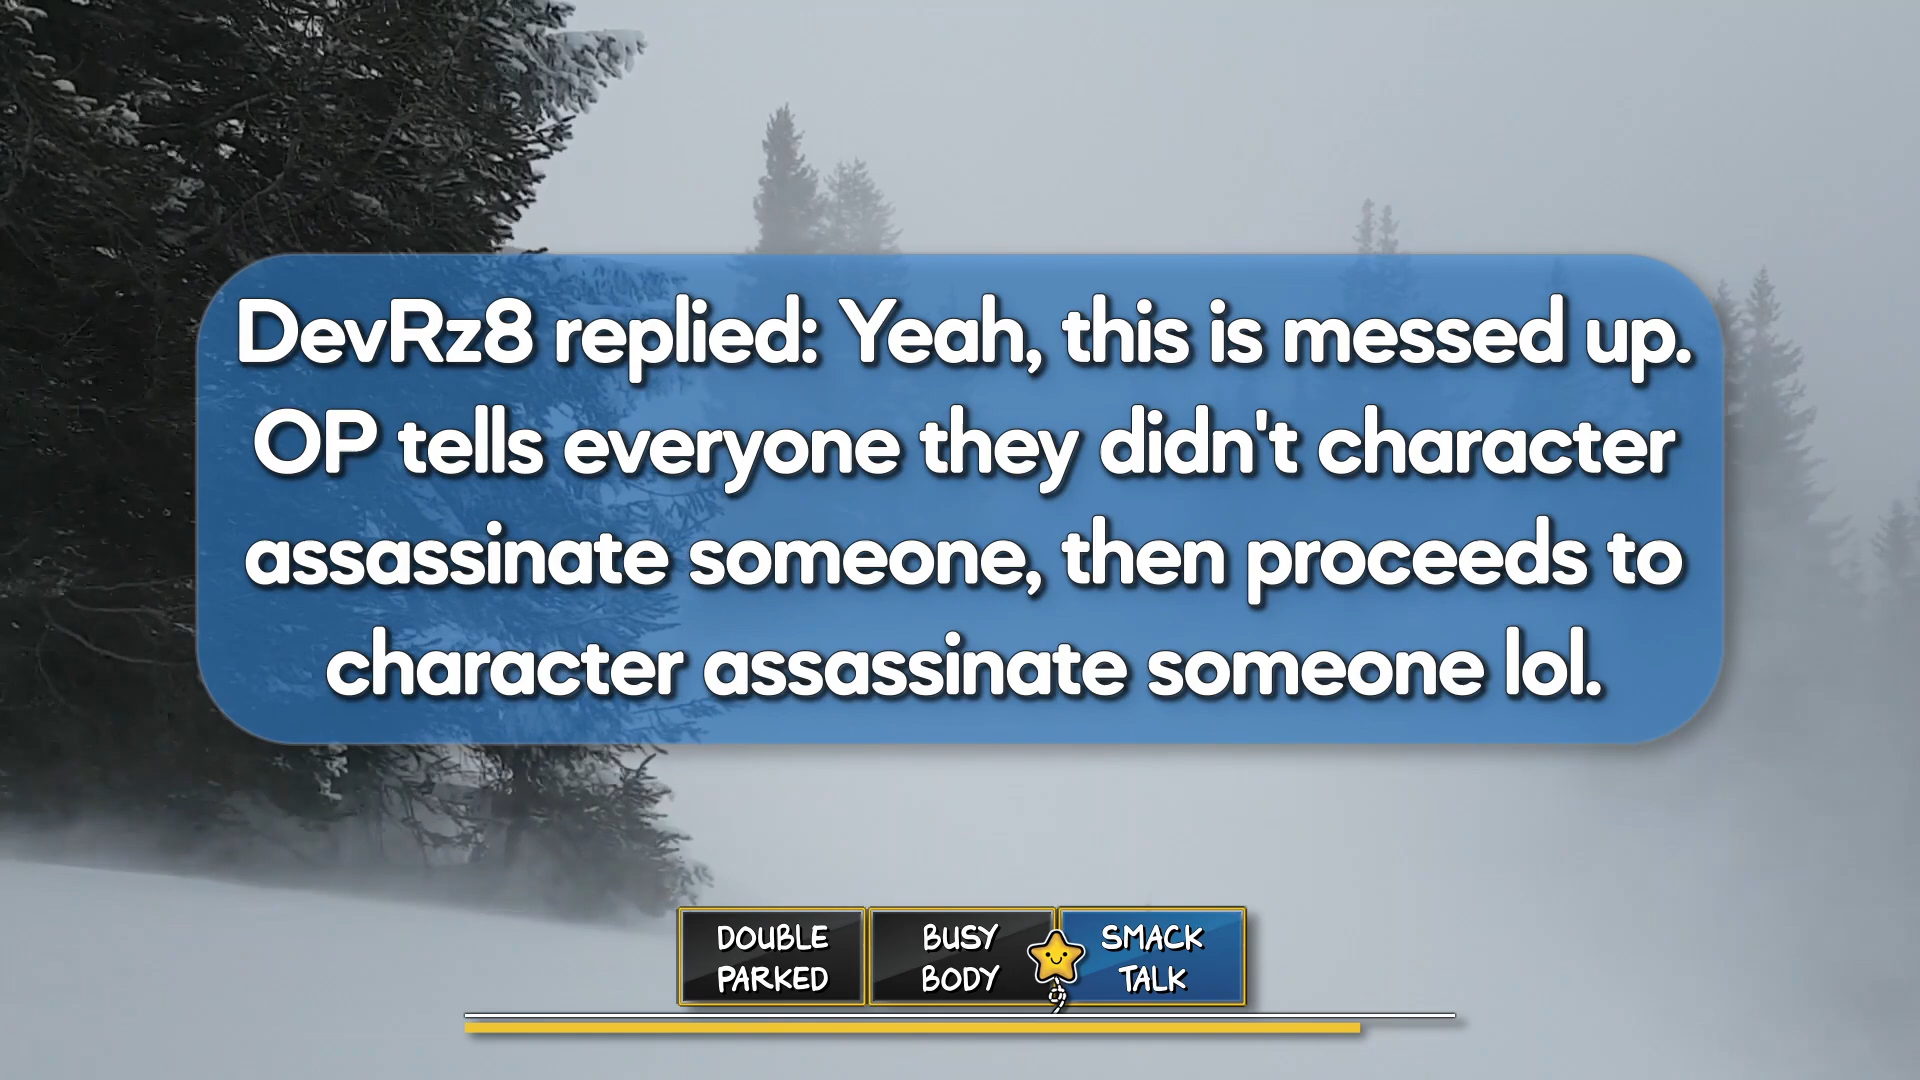 DevRz8 replied: Yeah, this is messed up.
OP tells everyone they didn't character
assassinate someone, then proceeds to
character assassinate someone lol.
DOUBLE
PARKED
BUSY
BODY
SMACK
TALK